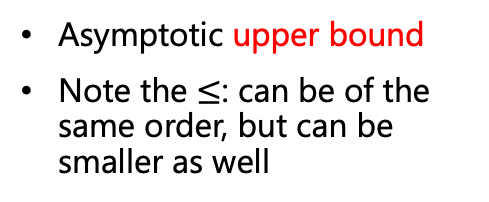 • Asymptotic upper bound
• Note the ≤: can be of the
same order, but can be
smaller as well